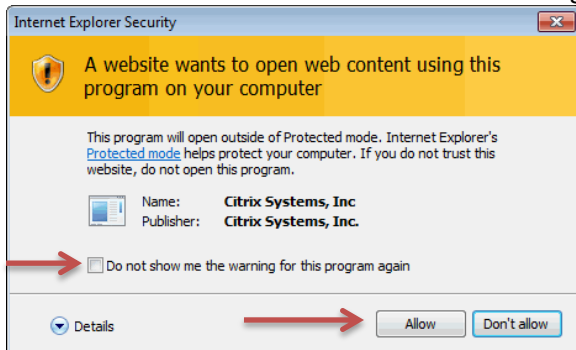 Internet Explorer Security
A website wants to open web content using this
program on your computer
This program will open outside of Protected mode. Internet Explorer's
Protected mode helps protect your computer. If you do not trust this
website, do not open this program.
Name: Citrix Systems, Inc
Publisher: Citrix Systems, Inc.
Do not show me the warning for this program again
Details
Allow
Don't allow